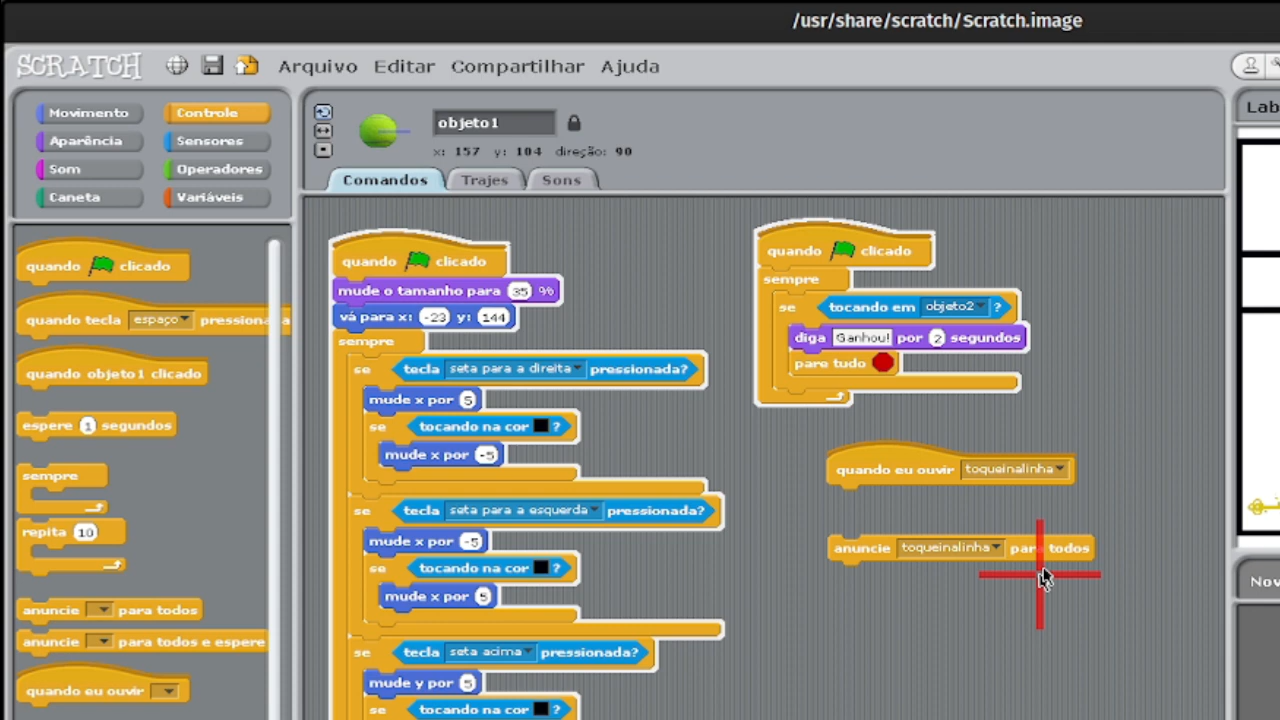 /usr/share/scratch/Scratch.image
SCRATCH
Arquivo Editar Compartilhar Ajuda
Movimento Controle
Aparência Sensores
Som Operadores
Caneta Variáveis
quando clicado
quando tecla espaço pressiona a
quando objeto1 clicado
espere 1 segundos
sempre
repita 10
anuncie para todos
anuncie para todos e espere
quando eu ouvir
objeto1
x: 157 y: 104 direção: 90
Comandos Trajes Sons
quando clicado
mude o tamanho para 35 %
vá para x: -23 y: 144
sempre
se tecla seta para a direita pressionada?
mude x por 5
se tocando na cor ?
mude x por -5
se tecla seta para a esquerda pressionada?
mude x por -5
se tocando na cor ?
mude x por 5
se tecla seta acima pressionada?
mude y por 5
se tocando na cor ?
quando clicado
sempre
se tocando em objeto2 ?
diga Ganhou! por 2 segundos
pare tudo
quando eu ouvir toqueinalinha
anuncie toqueinalinha para todos
Lab
Nov